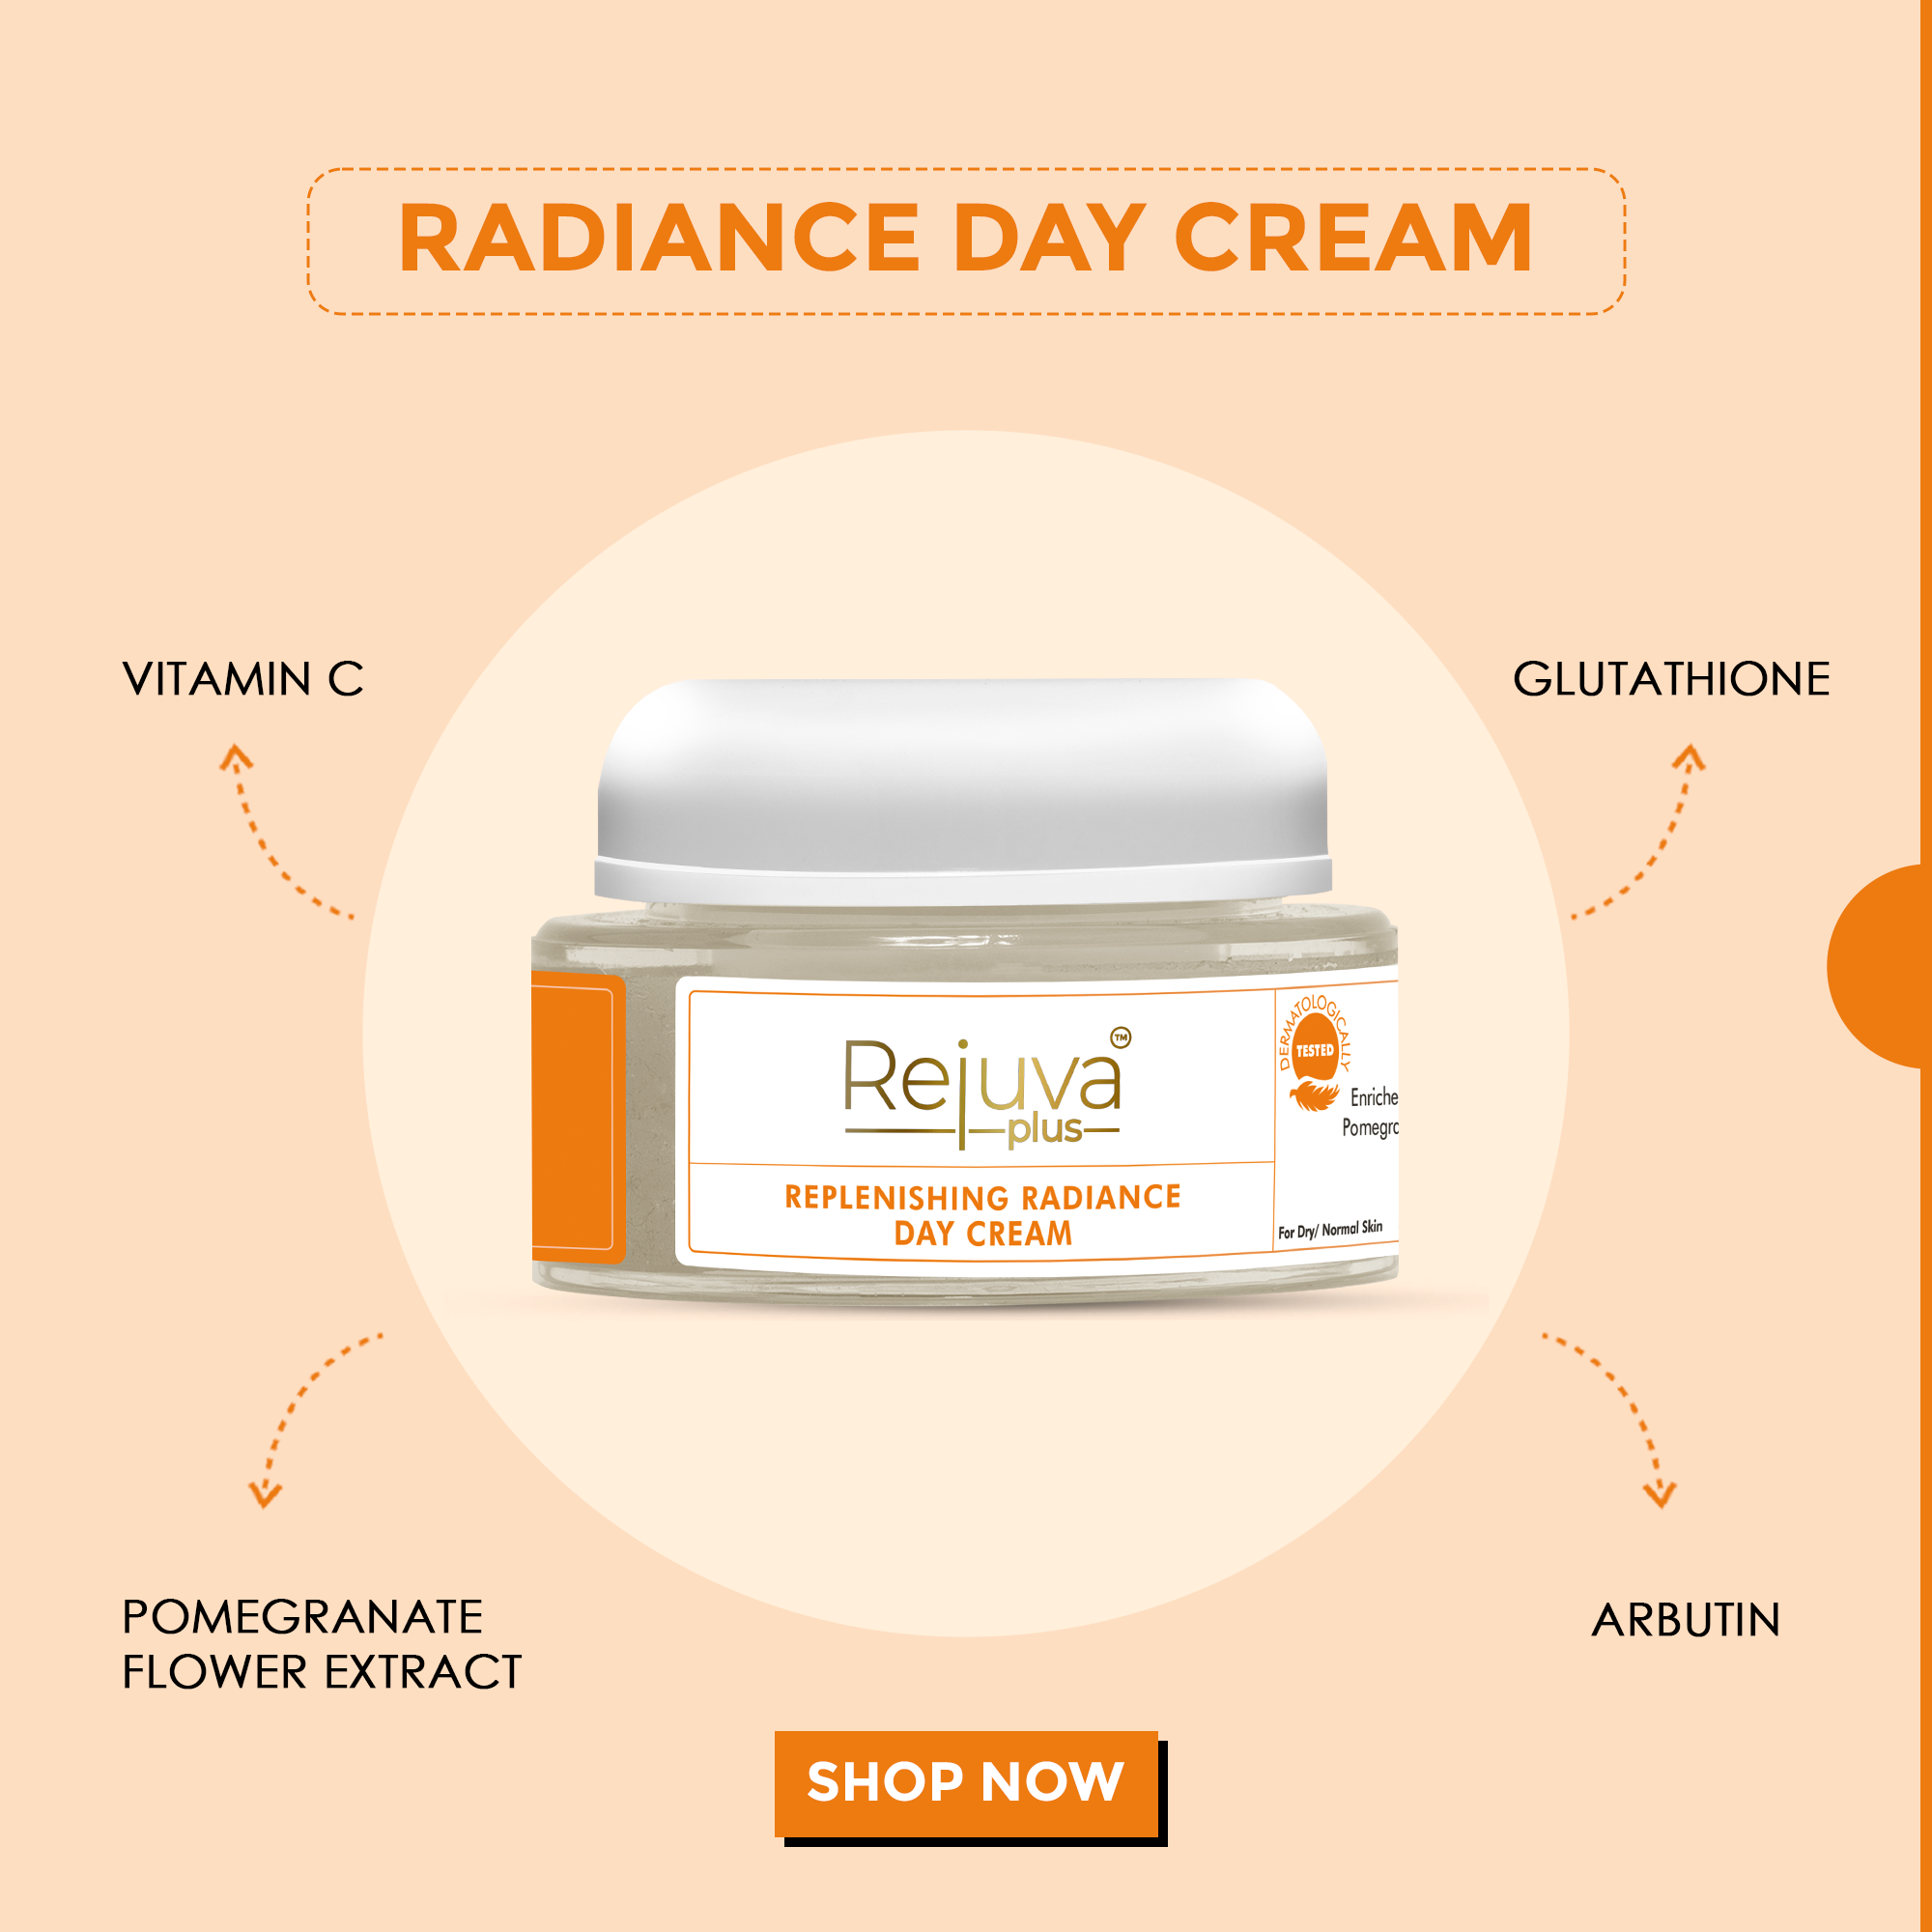 RADIANCE DAY CREAM
VITAMIN C
GLUTATHIONE
Rejuva™
plus
REPLENISHING RADIANCE
DAY CREAM
DERMATOLOGICALLY
TESTED
For Dry/ Normal Skin
POMEGRANATE
FLOWER EXTRACT
ARBUTIN
SHOP NOW